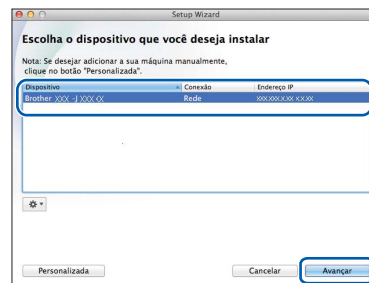 Setup Wizard
Escolha o dispositivo que você deseja instalar
Nota: Se desejar adicionar a sua máquina manualmente,
clique no botão "Personalizada".
Dispositivo Conexão Endereço IP
Brother XXX -J XXX XX Rede XXX.XXX.X.XX X.X.XX
Personalizada Cancelar Avançar